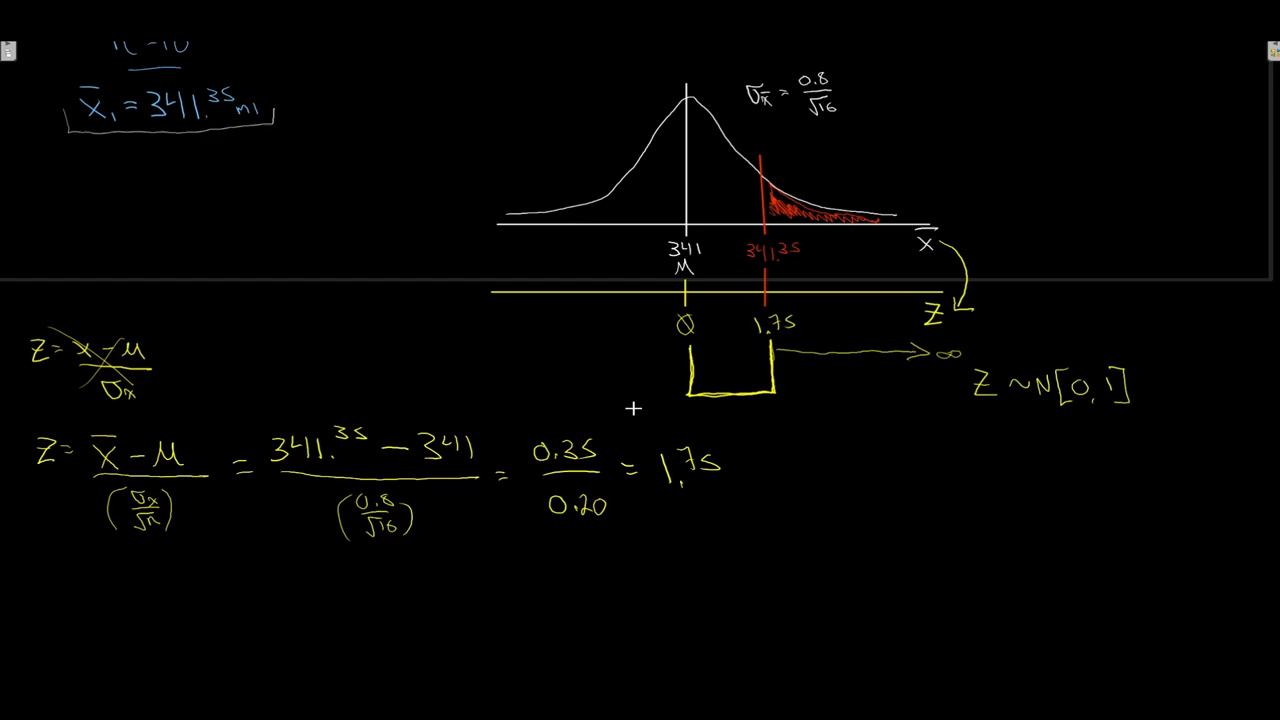 x̄₁ = 341.³⁵ ml
σx̄ = 0.8/√16
341
μ
341.³⁵
x̄
0
1.75
Z
∞
Z ~ N[0,1]
Z = x - μ / σx
Z = x̄ - μ / (σx/√n) = 341.³⁵ - 341 / (0.8/√16) = 0.35 / 0.20 = 1.75